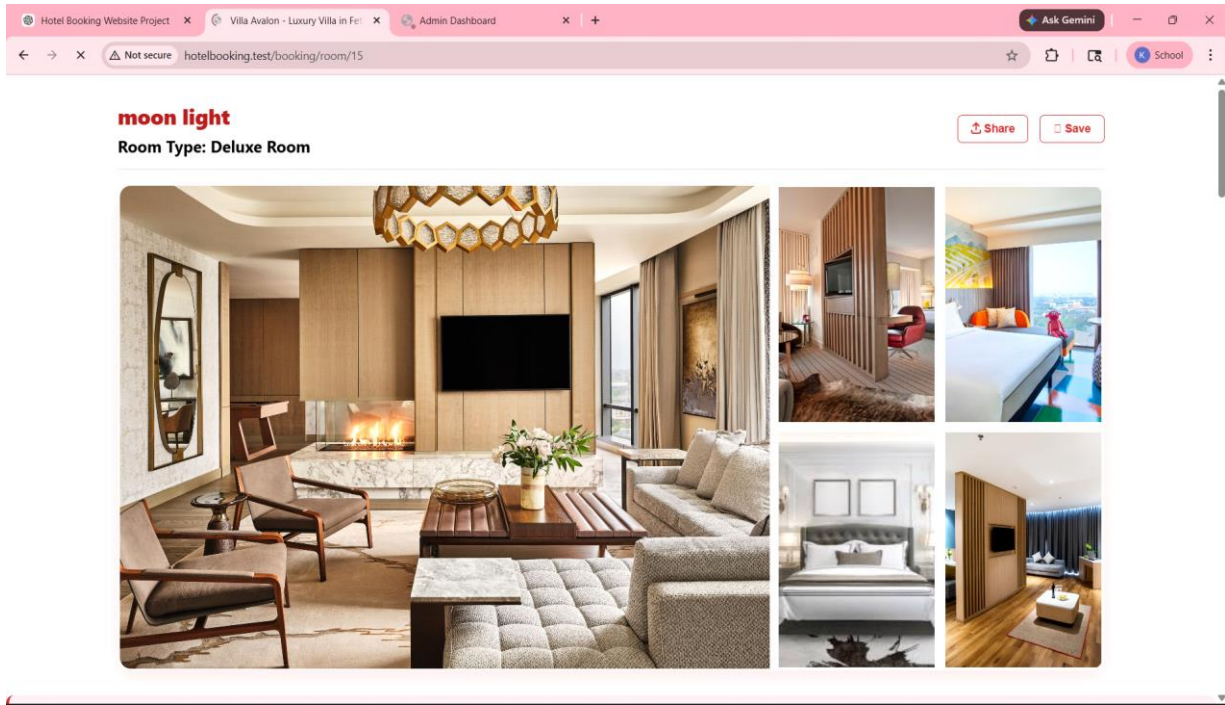 Hotel Booking Website Project
Villa Avalon - Luxury Villa in Fet
Admin Dashboard
Ask Gemini
Not secure
hotelbooking.test/booking/room/15
K
School
moon light
Room Type: Deluxe Room
Share
Save